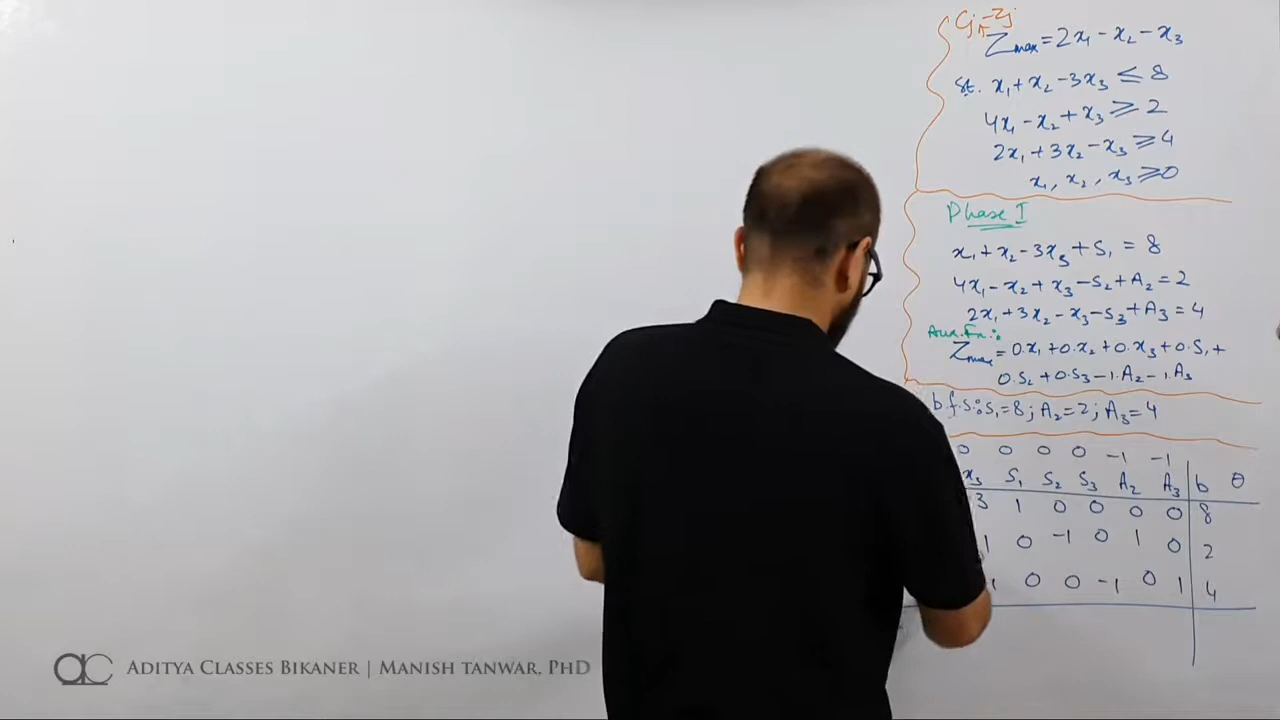 Cj-Zj
Zmax = 2x₁ - x₂ - x₃
st. x₁ + x₂ - 3x₃ ≤ 8
4x₁ - x₂ + x₃ ≥ 2
2x₁ + 3x₂ - x₃ ≥ 4
x₁, x₂, x₃ ≥ 0
Phase I
x₁ + x₂ - 3x₃ + S₁ = 8
4x₁ - x₂ + x₃ - S₂ + A₂ = 2
2x₁ + 3x₂ - x₃ - S₃ + A₃ = 4
Aux. Fn.:
Zmax = 0.x₁ + 0.x₂ + 0.x₃ + 0.S₁ +
0.S₂ + 0.S₃ - 1.A₂ - 1.A₃
b.f.s: S₁ = 8; A₂ = 2; A₃ = 4
0 0 0 0 -1 -1
x₃ S₁ S₂ S₃ A₂ A₃ b θ
3 1 0 0 0 0 8
1 0 -1 0 1 0 2
1 0 0 -1 0 1 4
ac Aditya Classes Bikaner | Manish Tanwar, PhD